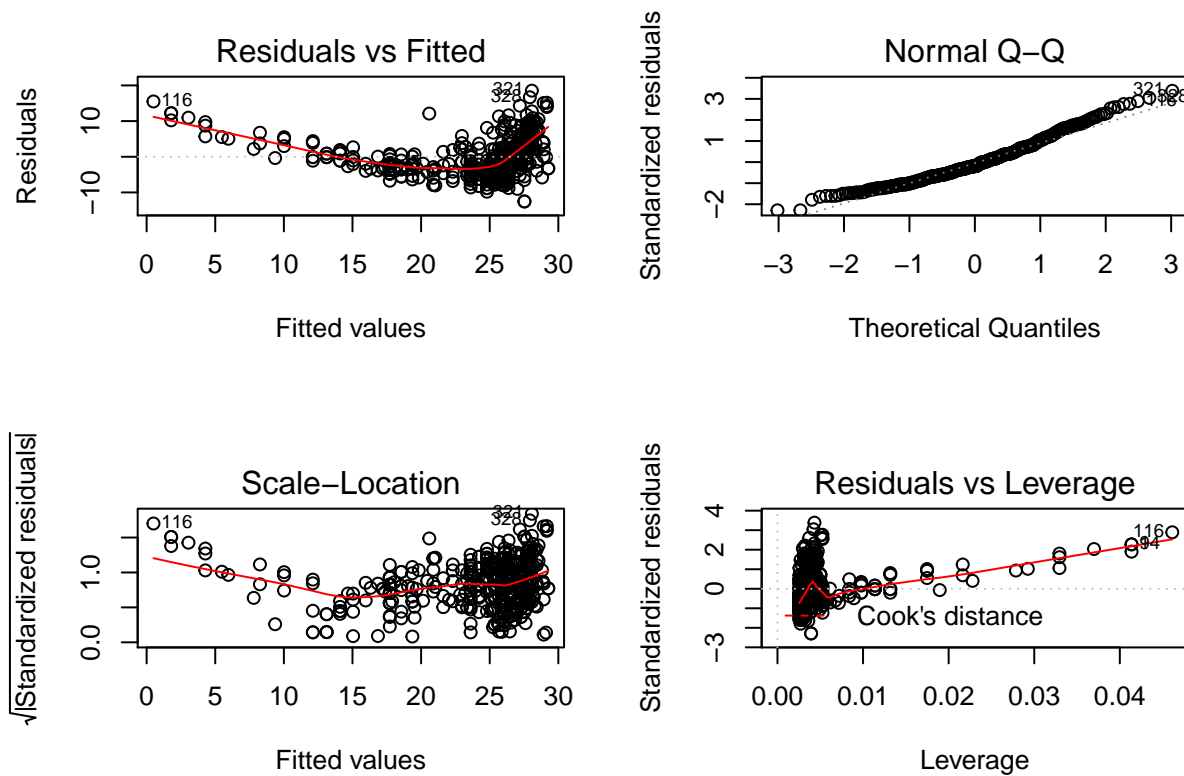 Residuals vs Fitted
Residuals
10
−10
116
321
328
0 5 10 15 20 25 30
Fitted values
Normal Q−Q
Standardized residuals
3
1
−2
321
−3 −2 −1 0 1 2 3
Theoretical Quantiles
Scale−Location
√|Standardized residuals|
1.0
0.0
116
321
328
0 5 10 15 20 25 30
Fitted values
Residuals vs Leverage
Standardized residuals
4
2
0
−3
116
Cook's distance
0.00 0.01 0.02 0.03 0.04
Leverage